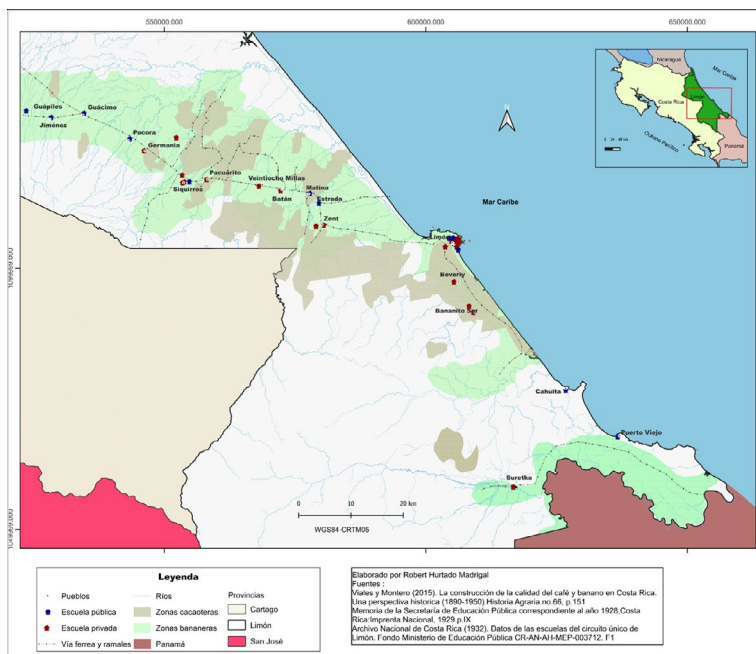 550000.000
600000.000
650000.000
Nicaragua
Mar Caribe
Costa Rica
Limón
Océano Pacífico
Panamá
N
Guápiles
Guácimo
Jiménez
Pocora
Germania
Pacuárito
Siquirres
Veintiocho Millas
Batán
Matina
Estrada
Zent
Limón
Mar Caribe
Beverly
Bananito Sur
Cahuita
Puerto Viejo
Suretka
0 10 20 km
WGS84-CRTM05
Leyenda
Pueblos
Escuela pública
Escuela privada
Vía ferrea y ramales
Ríos
Zonas cacaoteras
Zonas bananeras
Panamá
Provincias
Cartago
Limón
San José
Elaborado por Robert Hurtado Madrigal
Fuentes :
Viales y Montero (2015). La construcción de la calidad del café y banano en Costa Rica.
Una perspectiva historica (1890-1950).Historia Agraria no.66, p.151
Memoria de la Secretaría de Educación Pública correspondiente al año 1928,Costa
Rica:Imprenta Nacional, 1929 p.IX
Archivo Nacional de Costa Rica (1932). Datos de las escuelas del circuito único de
Limón. Fondo Ministerio de Educación Pública CR-AN-AH-MEP-003712. F1